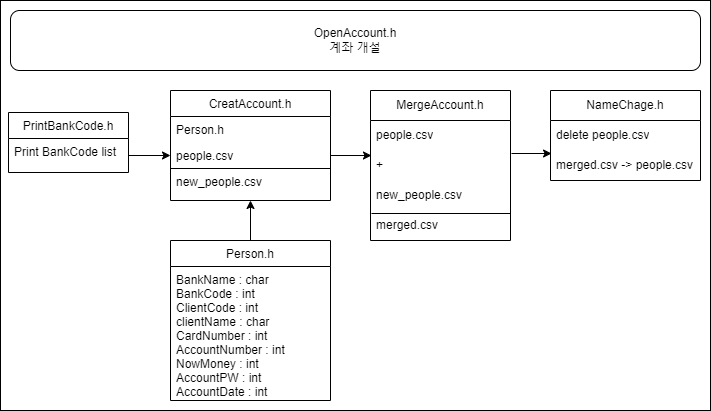 OpenAccount.h
계좌 개설
PrintBankCode.h
Print BankCode list
CreatAccount.h
Person.h
people.csv
new_people.csv
MergeAccount.h
people.csv
+
new_people.csv
merged.csv
NameChage.h
delete people.csv
merged.csv -> people.csv
Person.h
BankName : char
BankCode : int
ClientCode : int
clientName : char
CardNumber : int
AccountNumber : int
NowMoney : int
AccountPW : int
AccountDate : int